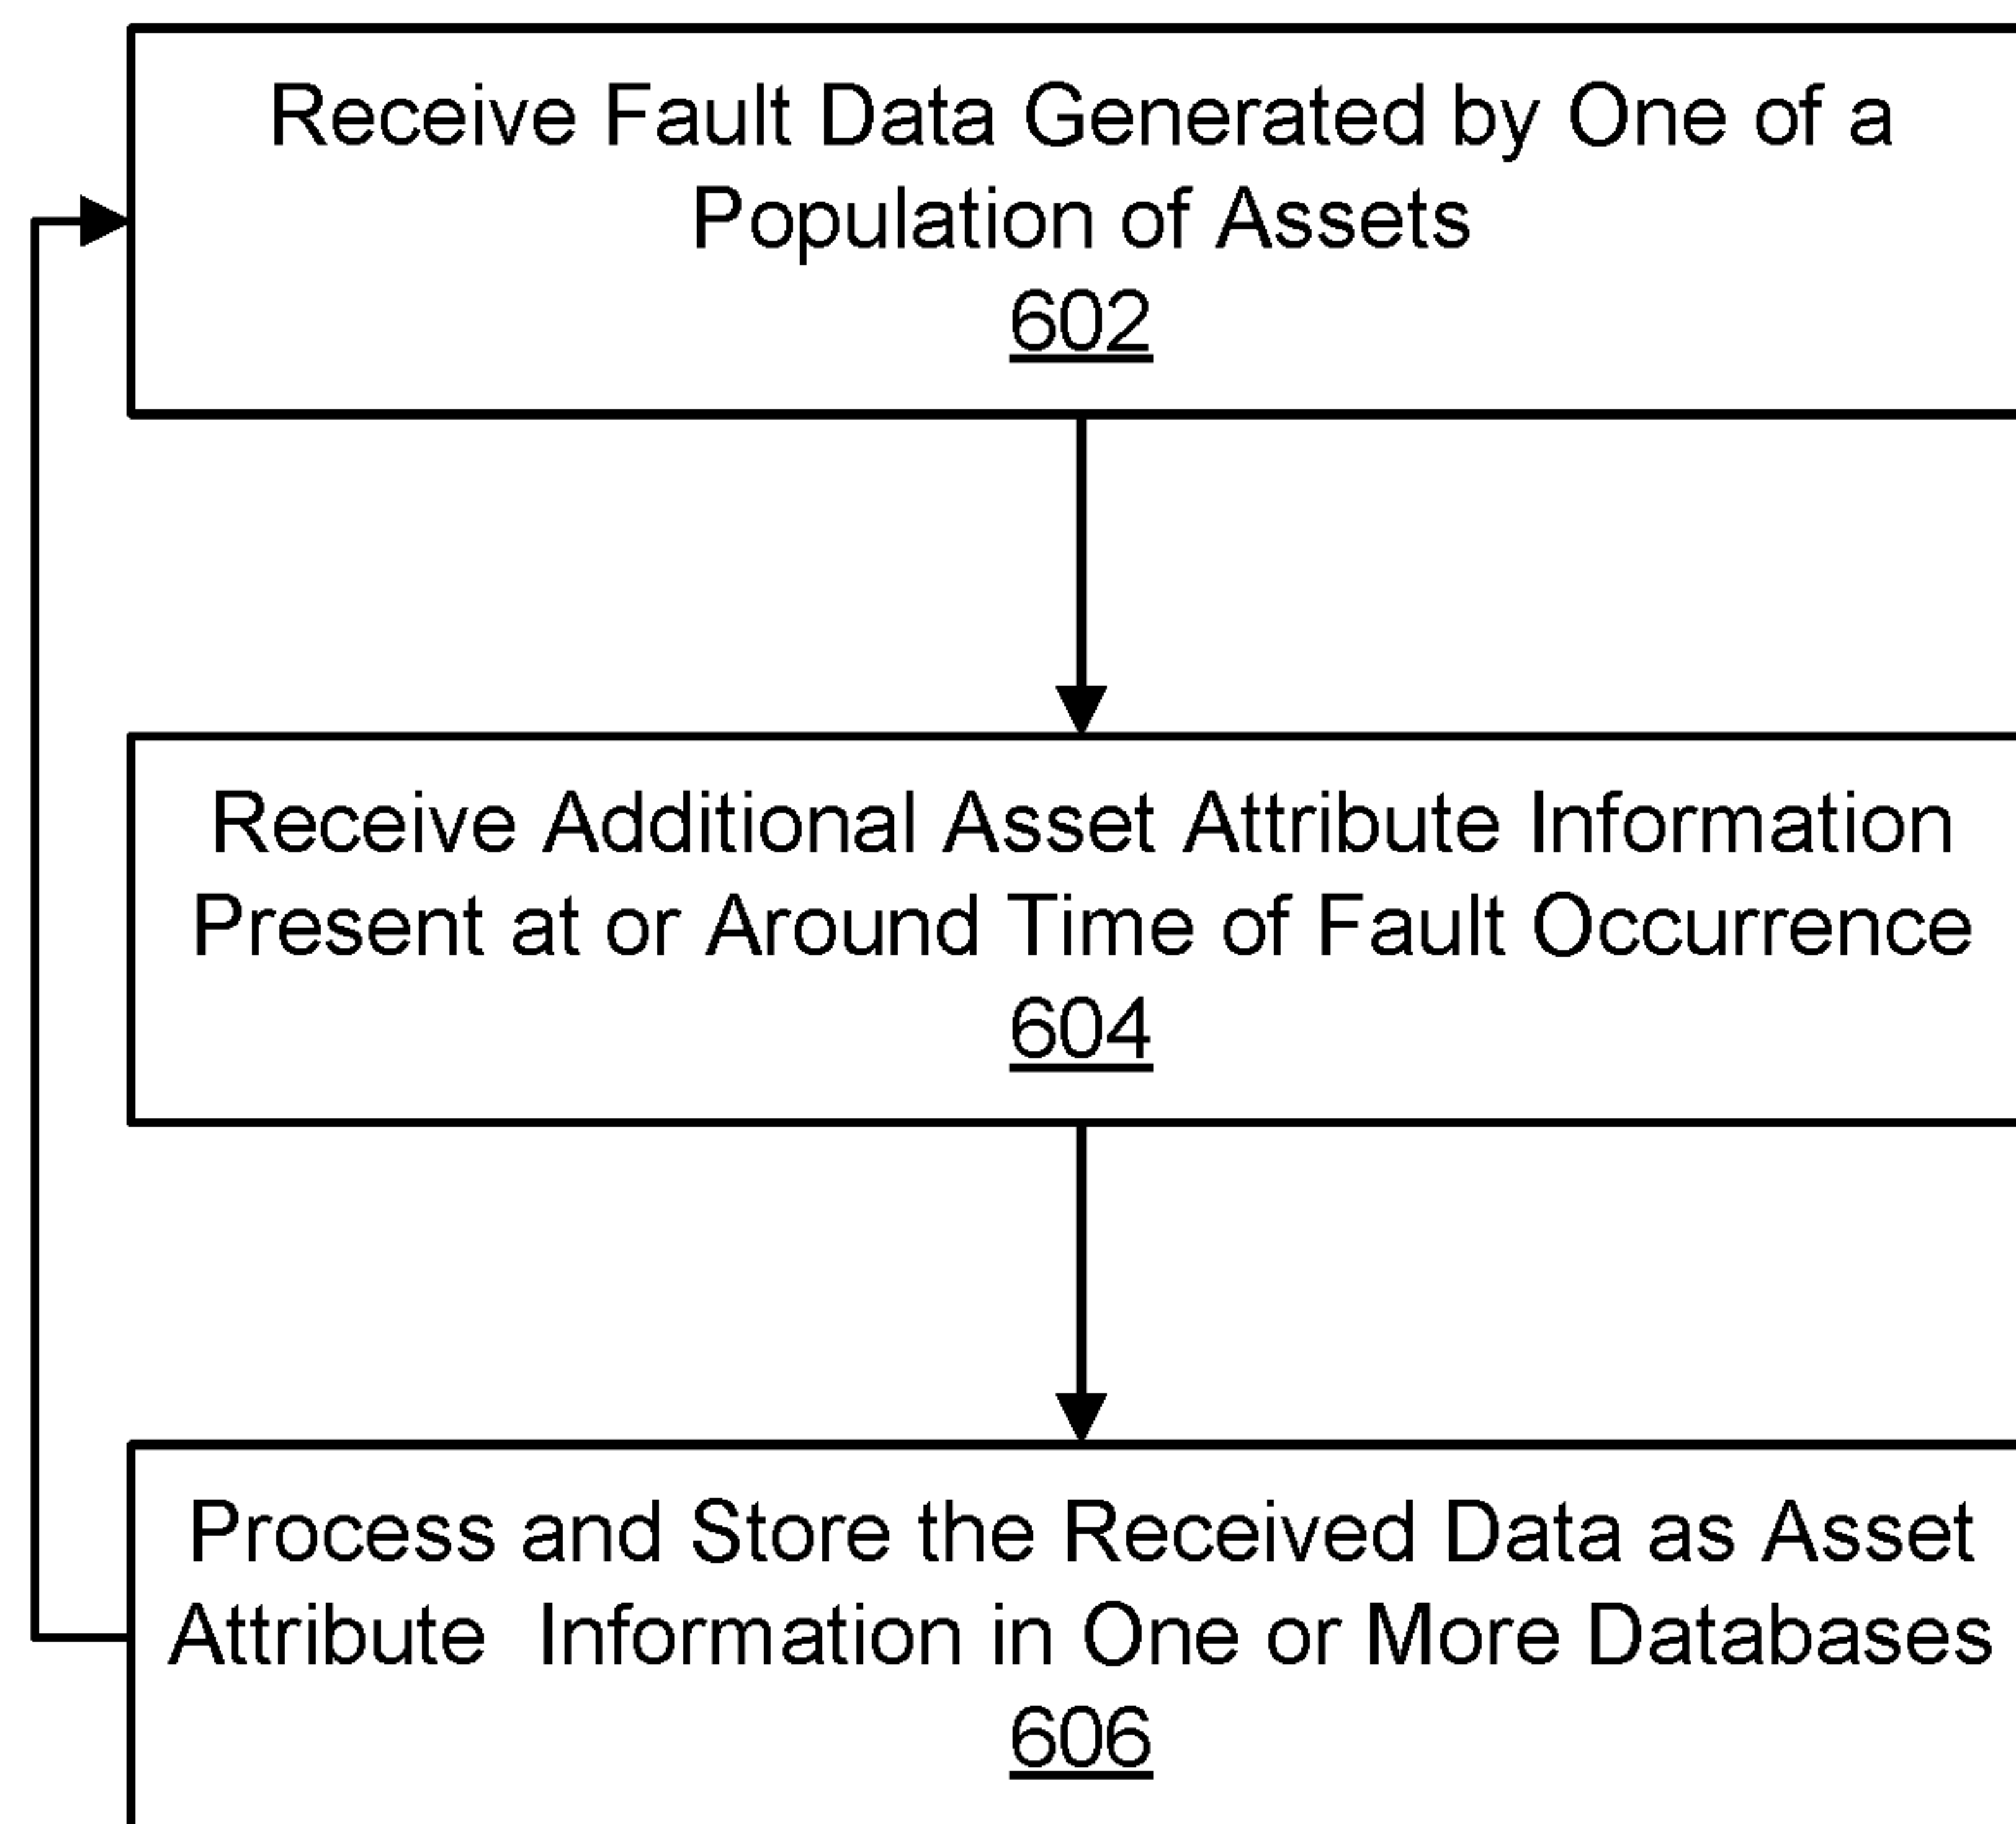 Receive Fault Data Generated by One of a
Population of Assets
602
Receive Additional Asset Attribute Information
Present at or Around Time of Fault Occurrence
604
Process and Store the Received Data as Asset
Attribute  Information in One or More Databases
606